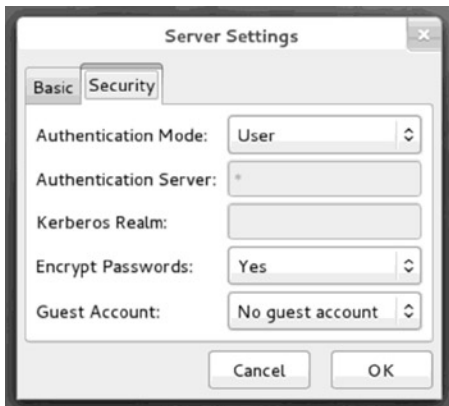 Server Settings
Basic Security
Authentication Mode: User
Authentication Server: *
Kerberos Realm:
Encrypt Passwords: Yes
Guest Account: No guest account
Cancel OK